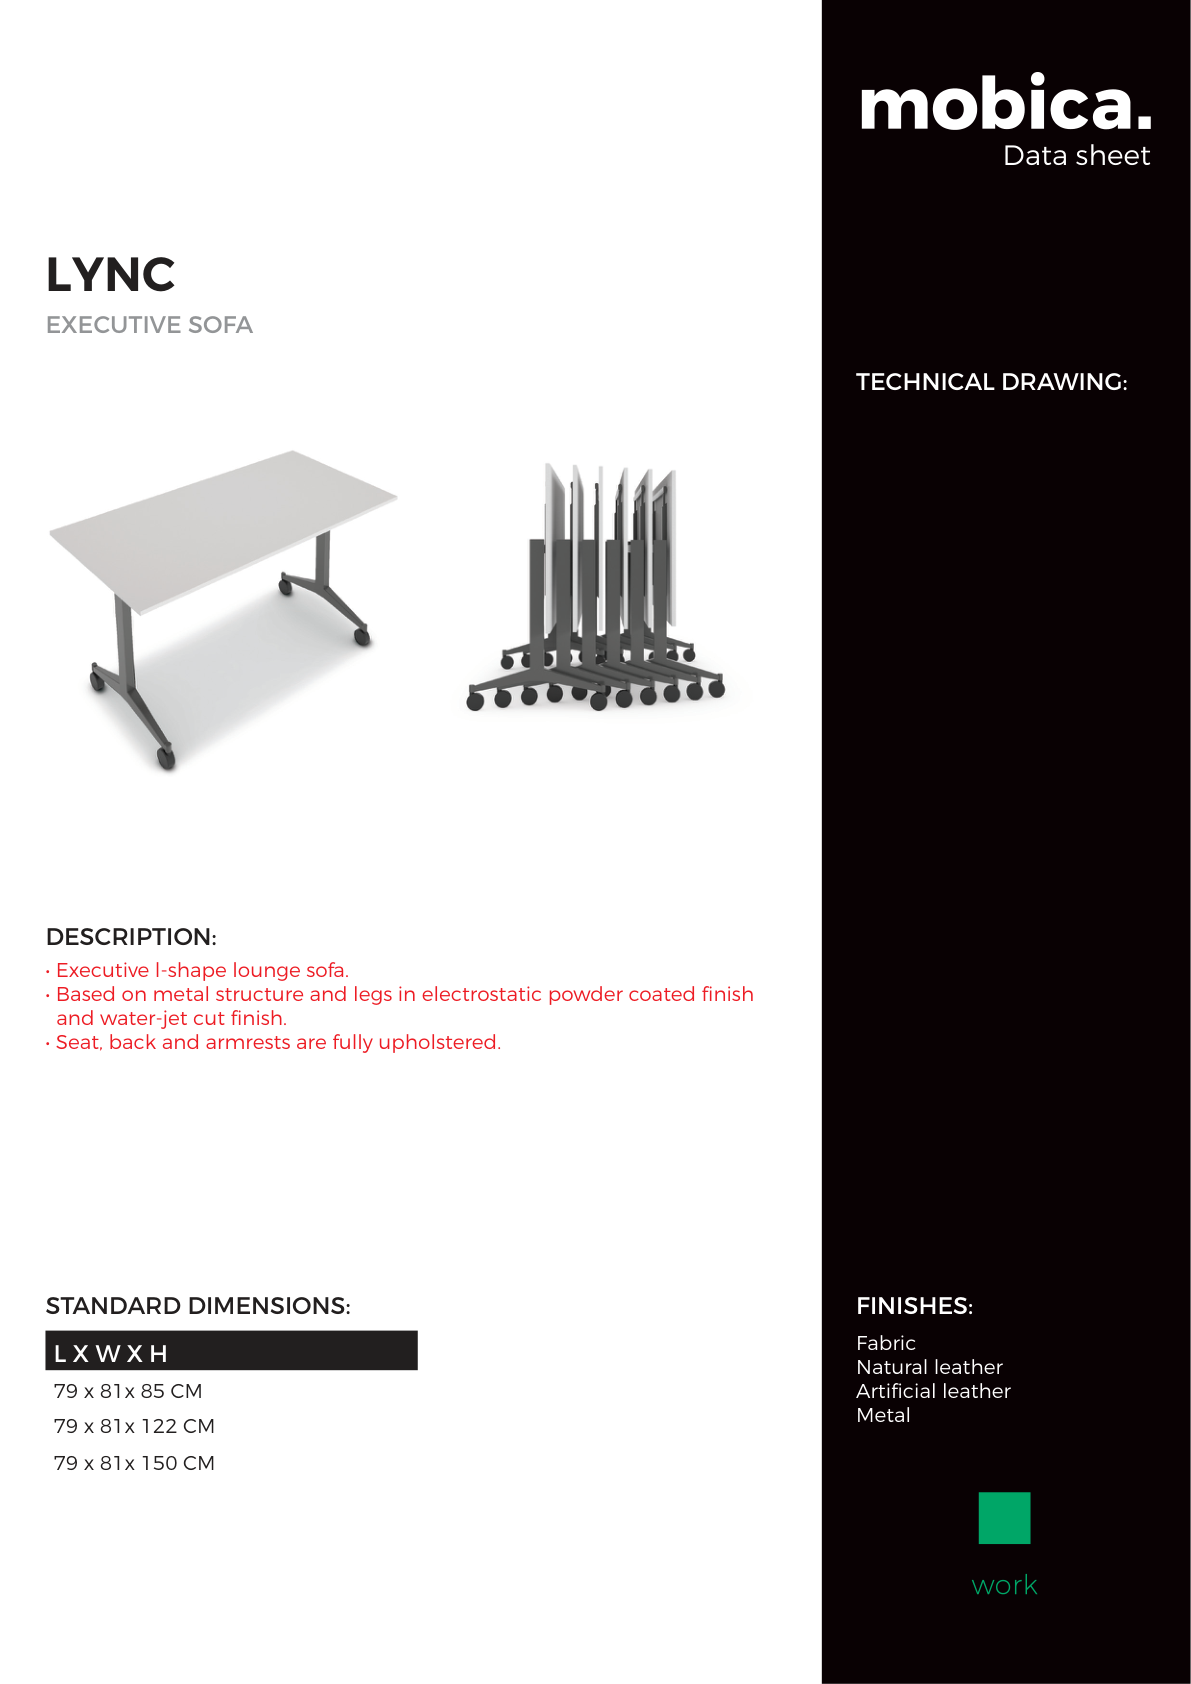 mobica.
Data sheet
LYNC
EXECUTIVE SOFA
TECHNICAL DRAWING:
DESCRIPTION:
• Executive l-shape lounge sofa.
• Based on metal structure and legs in electrostatic powder coated finish
and water-jet cut finish.
• Seat, back and armrests are fully upholstered.
STANDARD DIMENSIONS:
L X W X H
79 x 81x 85 CM
79 x 81x 122 CM
79 x 81x 150 CM
FINISHES:
Fabric
Natural leather
Artificial leather
Metal
work